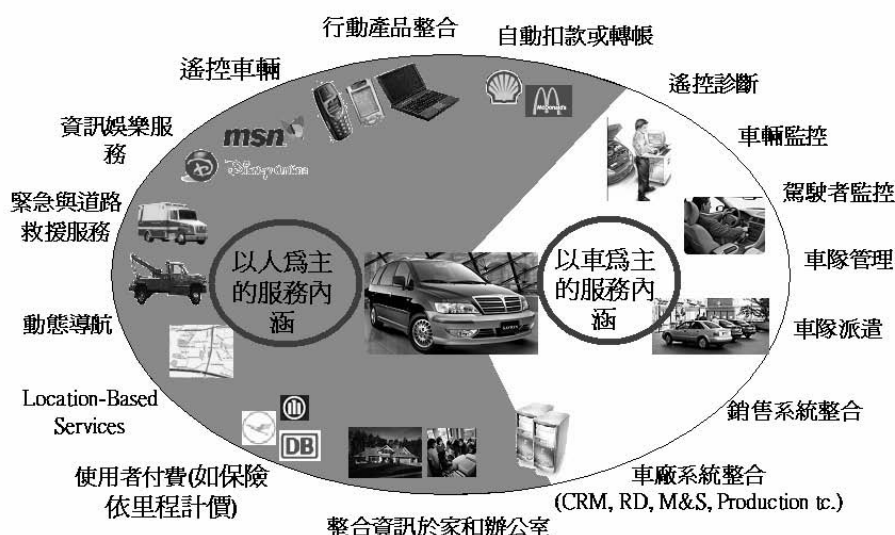 行動產品整合
自動扣款或轉帳
遙控車輛
遙控診斷
資訊娛樂服
務
車輛監控
緊急與道路
救援服務
駕駛者監控
車隊管理
動態導航
車隊派遣
Location-Based
Services
銷售系統整合
使用者付費(如保險
依里程計價)
車廠系統整合
(CRM, RD, M&S, Production tc.)
整合資訊於家和辦公室
以人爲主
的服務內
涵
以車爲主
的服務內
涵
msn
Disney Online
McDonald's
DB